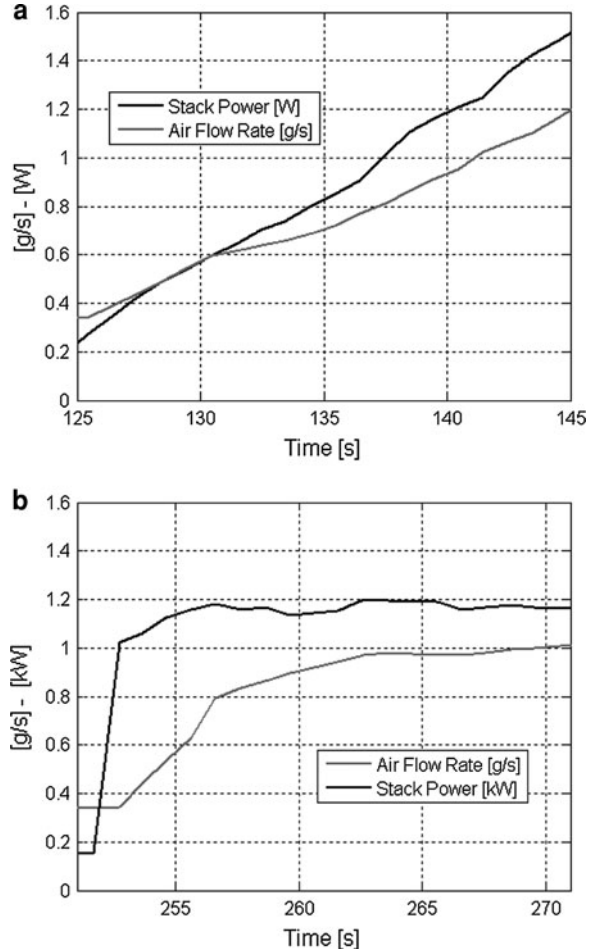 a
1.6
1.4
1.2
1
0.8
0.6
0.4
0.2
0
[g/s] - [W]
Stack Power [W]
Air Flow Rate [g/s]
125 130 135 140 145
Time [s]
b
1.6
1.4
1.2
1
0.8
0.6
0.4
0.2
0
[g/s] - [kW]
Air Flow Rate [g/s]
Stack Power [kW]
255 260 265 270
Time [s]